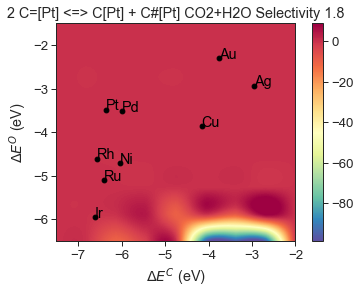 2 C=[Pt] <=> C[Pt] + C#[Pt] CO2+H2O Selectivity 1.8
ΔE^O (eV)
−2
−3
−4
−5
−6
Au
Ag
Pt
Pd
Cu
Rh
Ni
Ru
Ir
−7
−6
−5
−4
−3
−2
ΔE^C (eV)
0
−20
−40
−60
−80